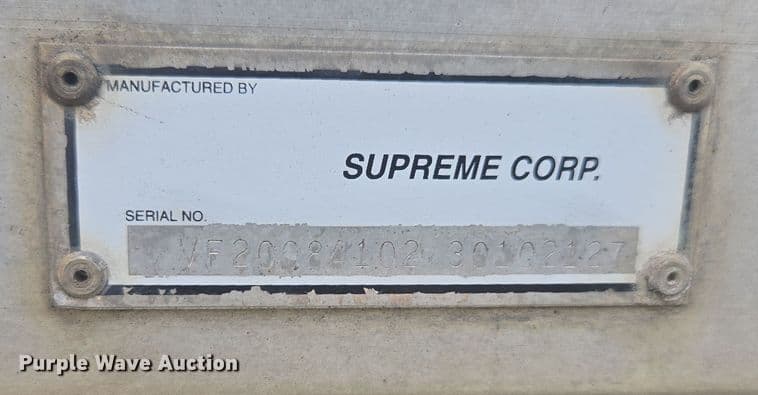 MANUFACTURED BY
SUPREME CORP.
SERIAL NO.
VF20C84102 30102127
Purple Wave Auction